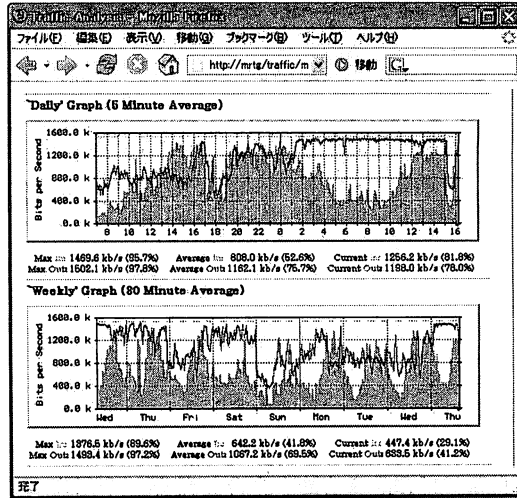 Traffic Analysis - Mozilla Firefox
ファイル(F) 編集(E) 表示(V) 移動(G) ブックマーク(B) ツール(T) ヘルプ(H)
http://mrtg/traffic/m 移動 G
`Daily' Graph (5 Minute Average)
Bits per Second
1600.0 k
1200.0 k
800.0 k
400.0 k
0.0 k
8 10 12 14 16 18 20 22 0 2 4 6 8 10 12 14 16
Max In: 1469.6 kb/s (95.7%) Average In: 808.0 kb/s (52.6%) Current In: 1256.2 kb/s (81.8%)
Max Out: 1502.1 kb/s (97.8%) Average Out: 1162.1 kb/s (75.7%) Current Out: 1198.0 kb/s (78.0%)
`Weekly' Graph (30 Minute Average)
Bits per Second
1600.0 k
1200.0 k
800.0 k
400.0 k
0.0 k
Wed Thu Fri Sat Sun Mon Tue Wed Thu
Max In: 1376.5 kb/s (89.6%) Average In: 642.2 kb/s (41.8%) Current In: 447.4 kb/s (29.1%)
Max Out: 1493.4 kb/s (97.2%) Average Out: 1067.2 kb/s (69.5%) Current Out: 633.5 kb/s (41.2%)
完了